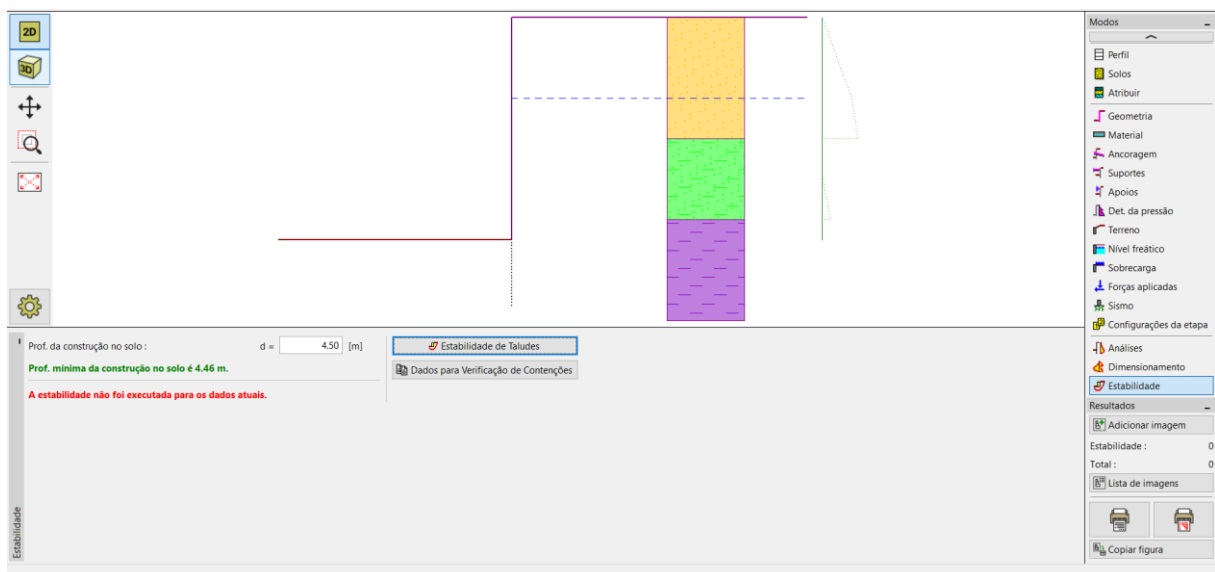 2D
3D
Prof. da construção no solo :
d =
4.50
[m]
Prof. mínima da construção no solo é 4.46 m.
A estabilidade não foi executada para os dados atuais.
Estabilidade de Taludes
Dados para Verificação de Contenções
Estabilidade
Modos
Perfil
Solos
Atribuir
Geometria
Material
Ancoragem
Suportes
Apoios
Det. da pressão
Terreno
Nível freático
Sobrecarga
Forças aplicadas
Sismo
Configurações da etapa
Análises
Dimensionamento
Estabilidade
Resultados
Adicionar imagem
Estabilidade : 0
Total : 0
Lista de imagens
Copiar figura